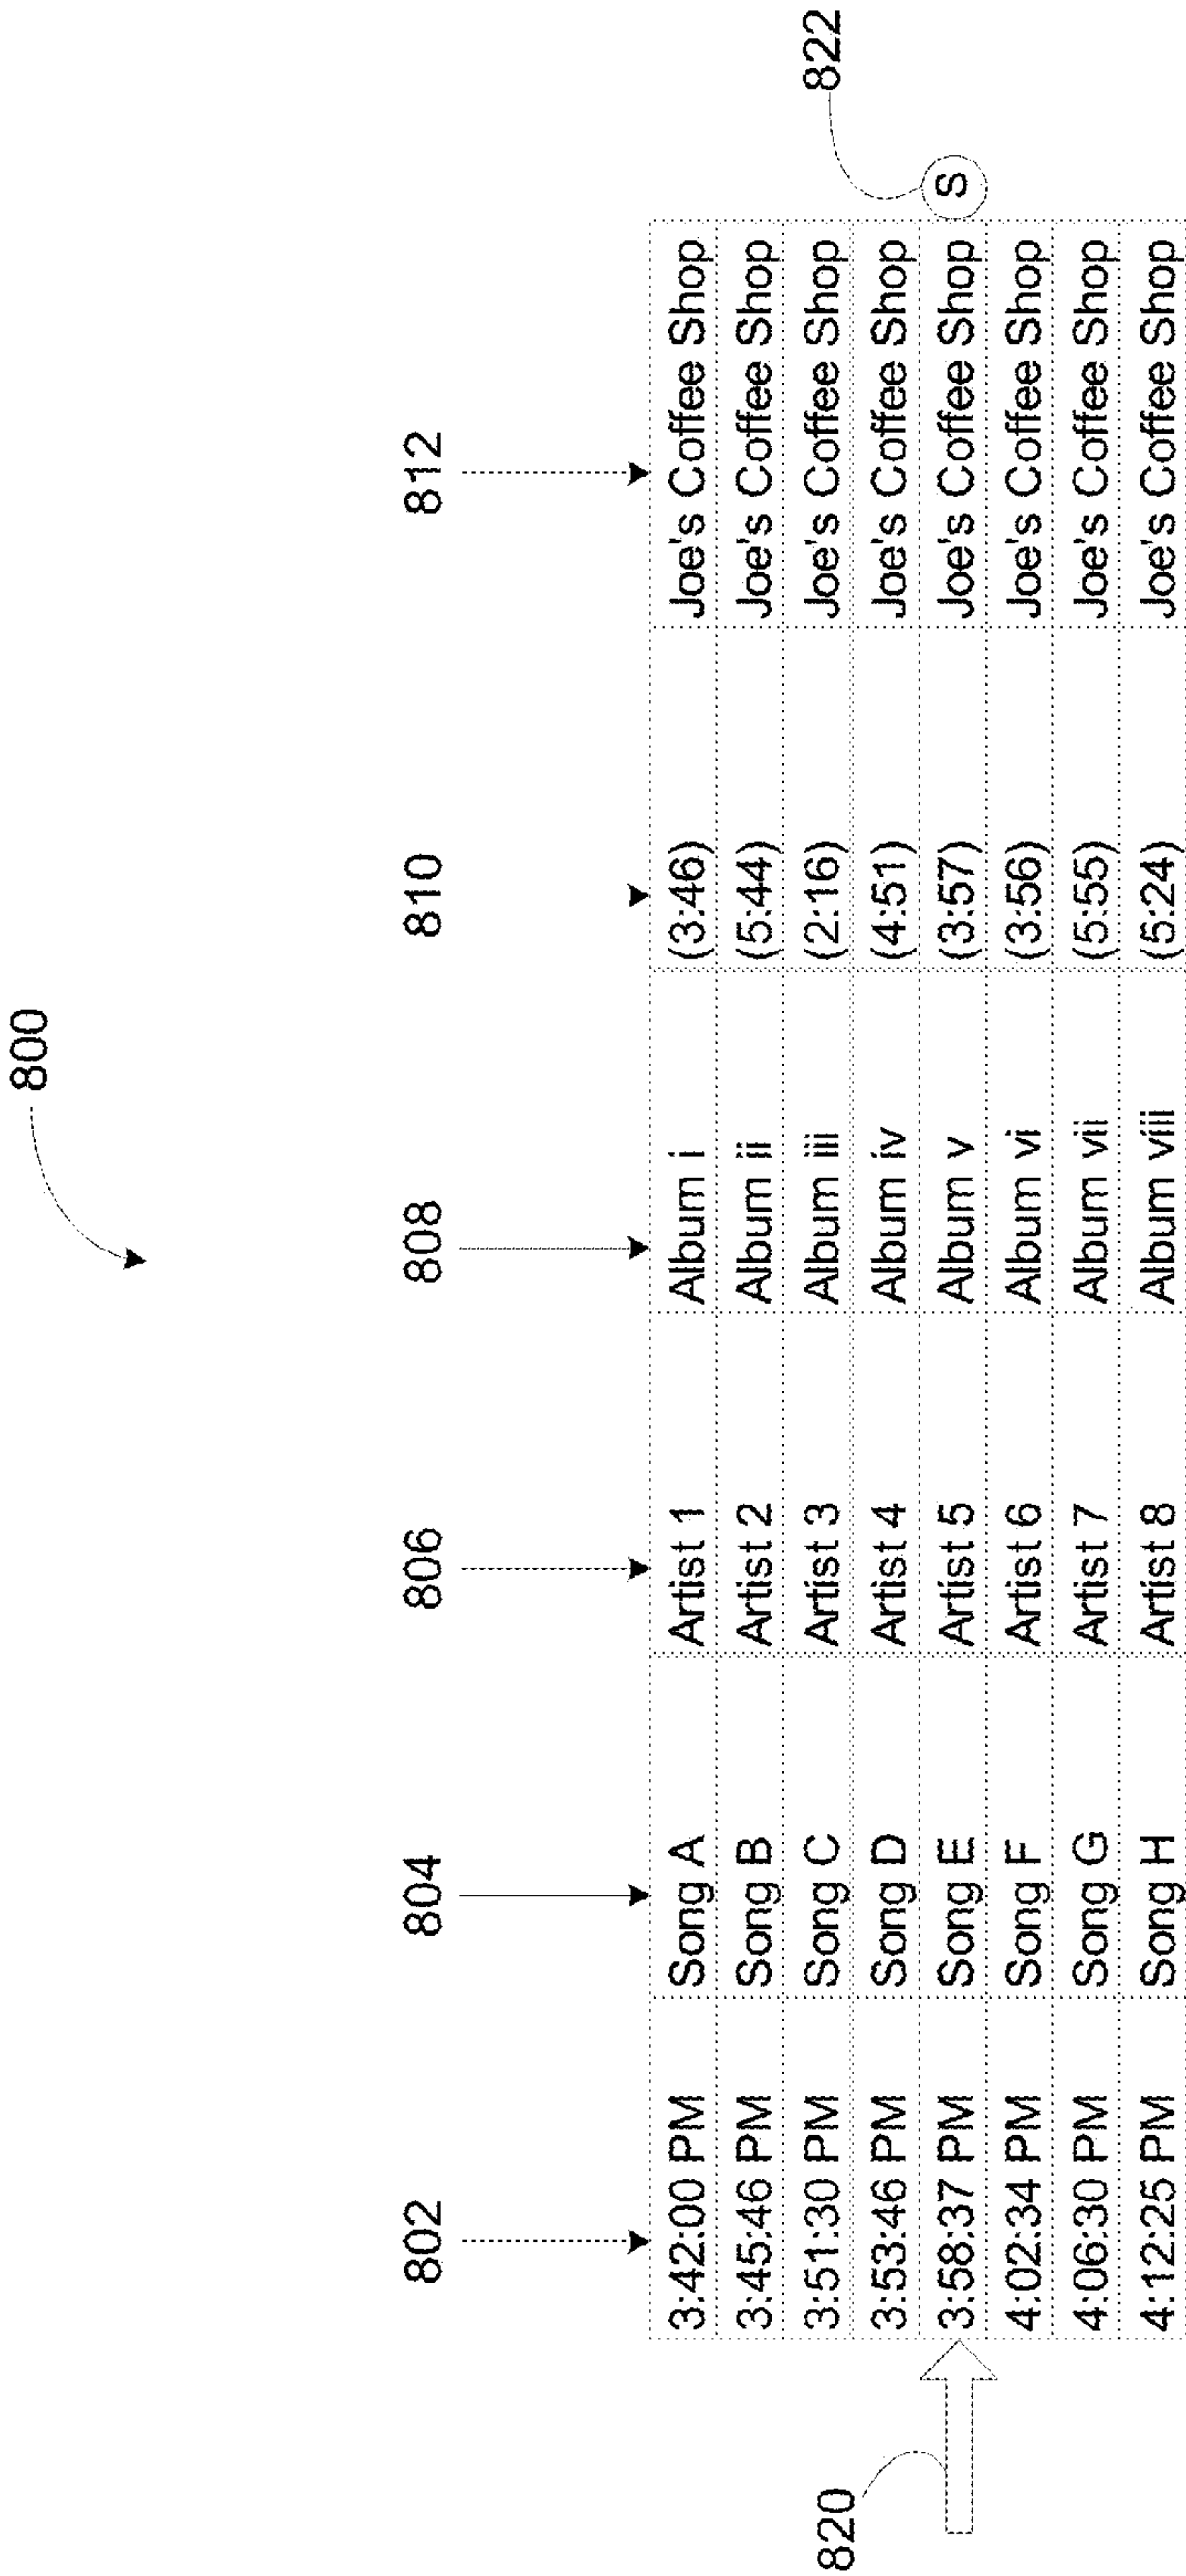 800
802 804 806 808 810 812
3:42:00 PM Song A Artist 1 Album i (3:46) Joe's Coffee Shop
3:45:46 PM Song B Artist 2 Album ii (5:44) Joe's Coffee Shop
3:51:30 PM Song C Artist 3 Album iii (2:16) Joe's Coffee Shop
3:53:46 PM Song D Artist 4 Album iv (4:51) Joe's Coffee Shop
820 822
3:58:37 PM Song E Artist 5 Album v (3:57) Joe's Coffee Shop S
4:02:34 PM Song F Artist 6 Album vi (3:56) Joe's Coffee Shop
4:06:30 PM Song G Artist 7 Album vii (5:55) Joe's Coffee Shop
4:12:25 PM Song H Artist 8 Album viii (5:24) Joe's Coffee Shop